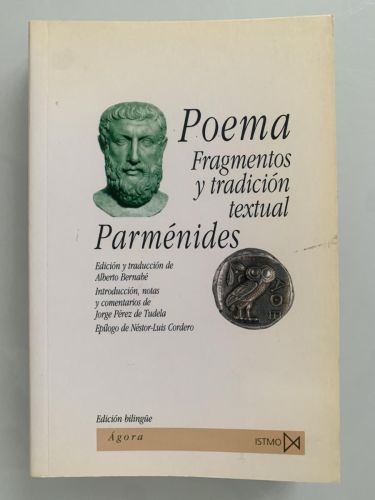 Poema
Fragmentos
y tradición
textual
Parménides
Edición y traducción de
Alberto Bernabé
Introducción, notas
y comentarios de
Jorge Pérez de Tudela
Epílogo de Néstor-Luis Cordero
Edición bilingüe
Ágora
ISTMO